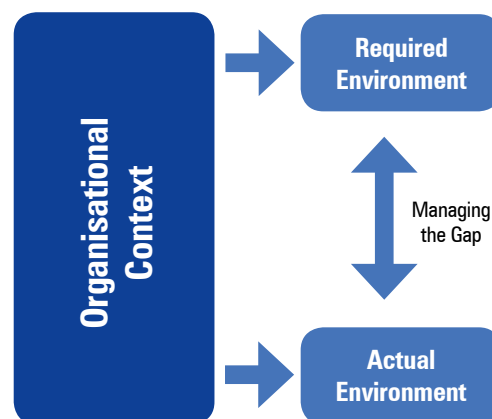 Organisational
Context
Required
Environment
Managing
the Gap
Actual
Environment